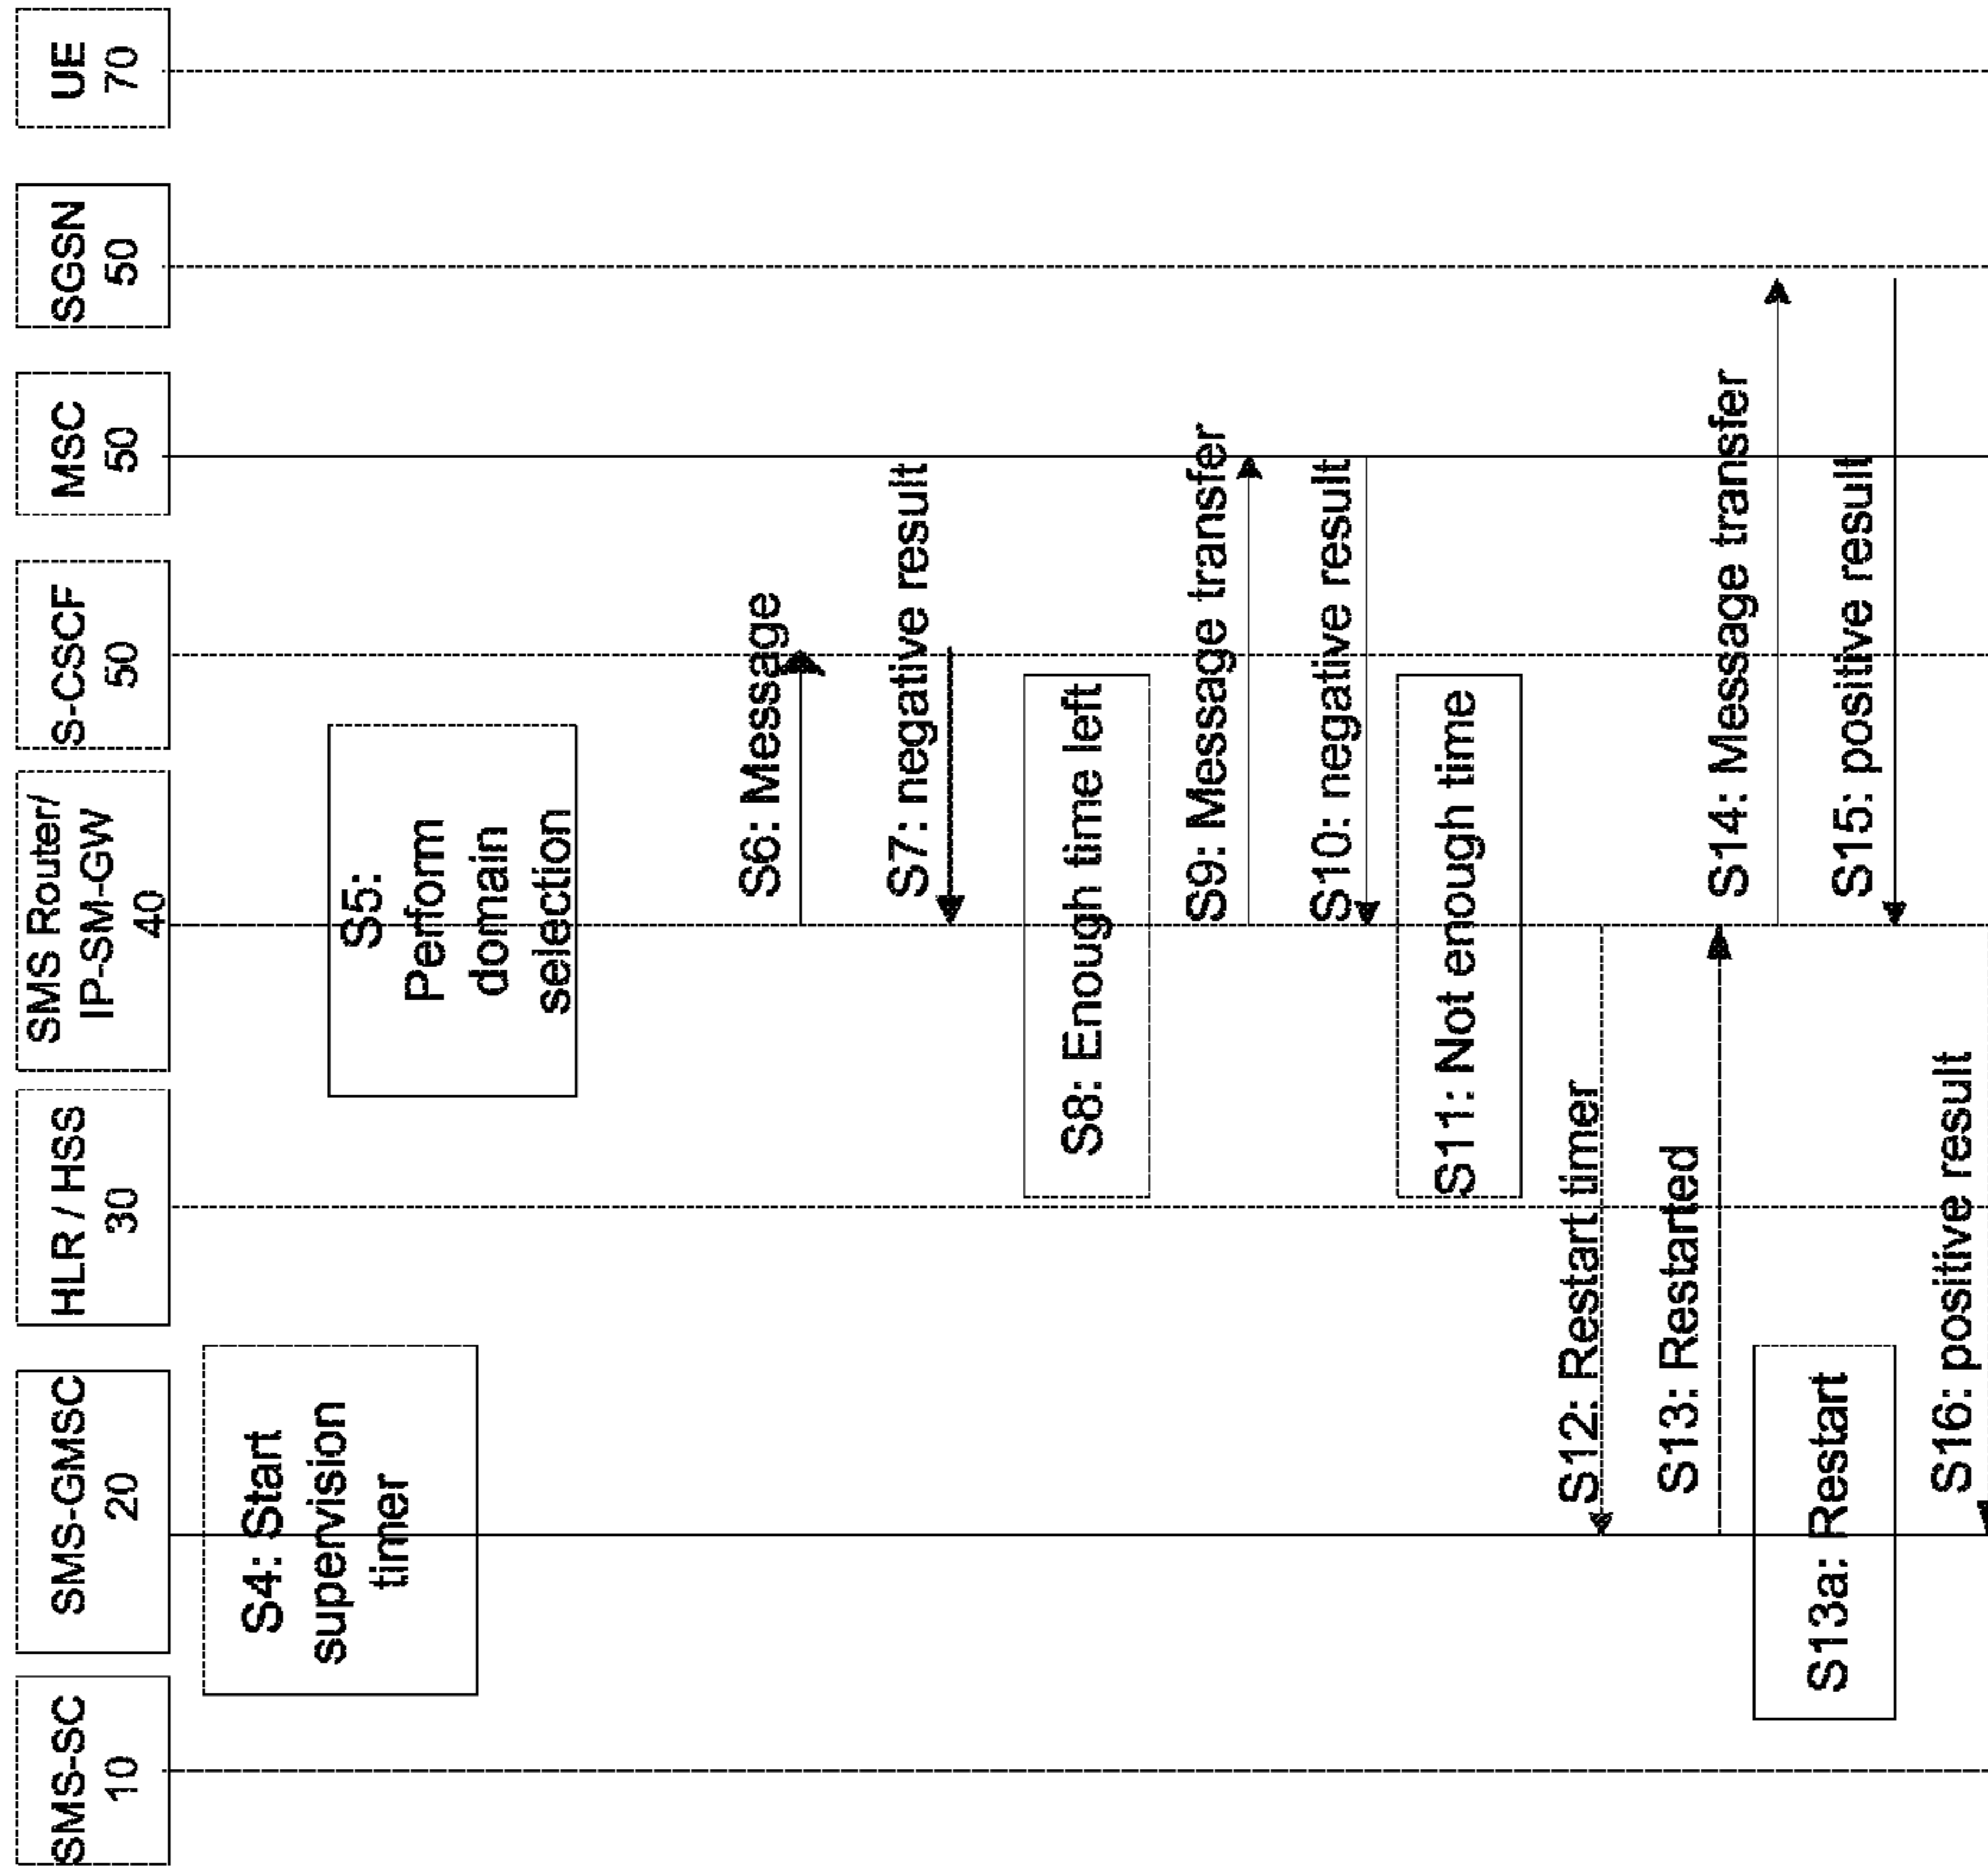 SMS-SC
10
SMS-GMSC
20
HLR / HSS
30
SMS Router/
IP-SM-GW
40
S-CSCF
50
MSC
50
SGSN
50
UE
70
S4: Start
supervision
timer
S5:
Perform
domain
selection
S6: Message
S7: negative result
S8: Enough time left
S9: Message transfer
S10: negative result
S11: Not enough time
S12: Restart timer
S13: Restarted
S13a: Restart
S14: Message transfer
S15: positive result
S16: positive result